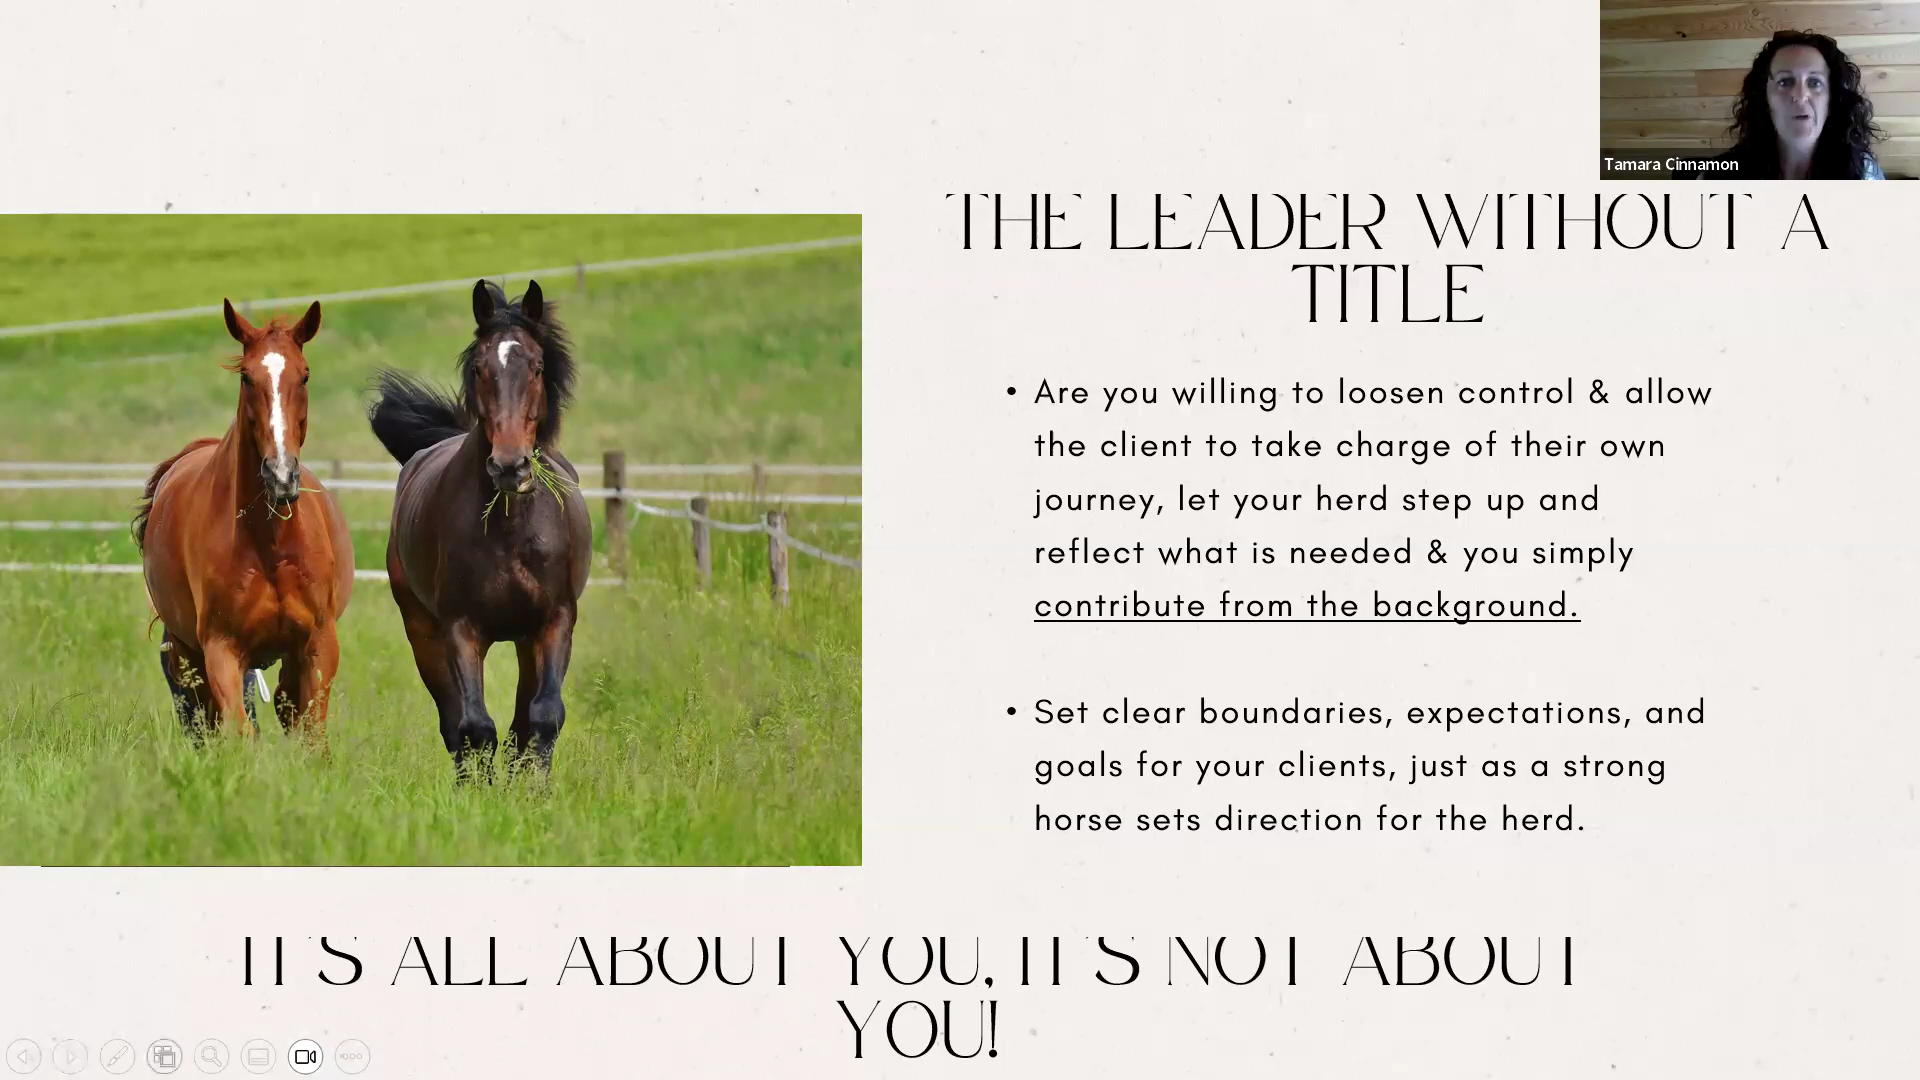 Tamara Cinnamon
THE LEADER WITHOUT A
TITLE
• Are you willing to loosen control & allow
the client to take charge of their own
journey, let your herd step up and
reflect what is needed & you simply
contribute from the background.
• Set clear boundaries, expectations, and
goals for your clients, just as a strong
horse sets direction for the herd.
IT'S ALL ABOUT YOU, IT'S NOT ABOUT
YOU!